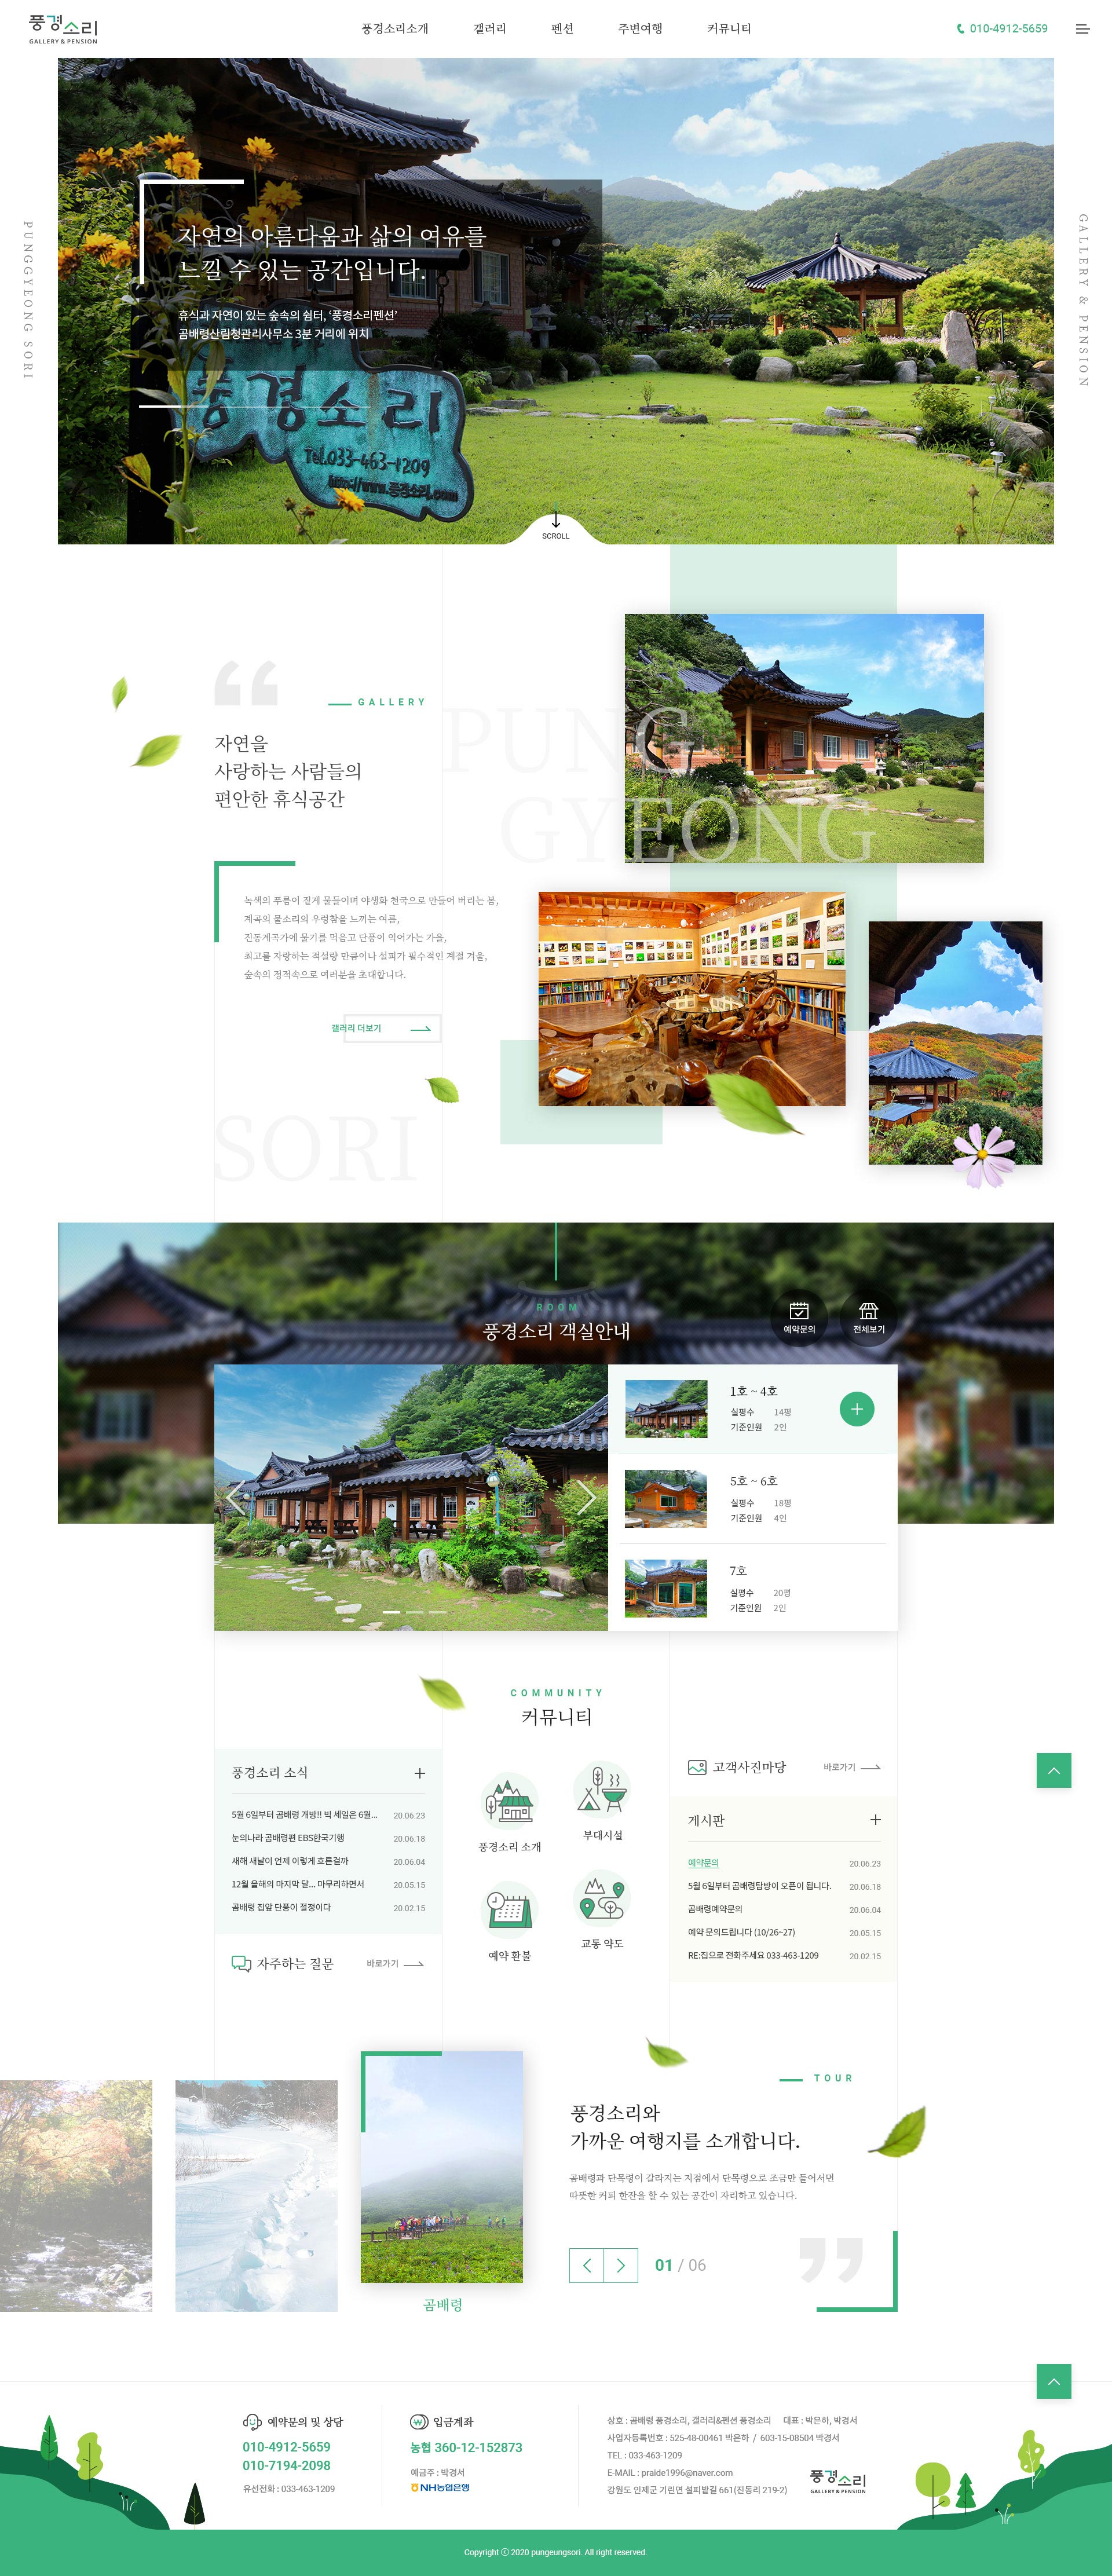 풍경소리
GALLERY & PENSION
풍경소리소개
갤러리
펜션
주변여행
커뮤니티
010-4912-5659
PUNGGYEONG SORI
GALLERY & PENSION
자연의 아름다움과 삶의 여유를
느낄 수 있는 공간입니다.
휴식과 자연이 있는 숲속의 쉼터, ‘풍경소리펜션’
곰배령산림청관리사무소 3분 거리에 위치
풍경소리
Tel.033-463-1209
http://www.풍경소리.com
SCROLL
GALLERY
자연을
사랑하는 사람들의
편안한 휴식공간
PUNG
GYEONG
녹색의 푸릉이 짙게 물들이며 야생화 천국으로 만들어 버리는 봄,
계곡의 물소리의 우렁참을 느끼는 여름,
진동계곡가에 물기를 먹음고 단풍이 익어가는 가을,
최고를 자랑하는 적설량 만큼이나 설피가 필수적인 계절 겨울,
숲속의 정적속으로 여러분을 초대합니다.
갤러리 더보기
SORI
ROOM
풍경소리 객실안내
예약문의
전체보기
1호 ~ 4호
실평수 14평
기준인원 2인
5호 ~ 6호
실평수 18평
기준인원 4인
7호
실평수 20평
기준인원 2인
COMMUNITY
커뮤니티
풍경소리 소식
5월 6일부터 곰배령 개방!! 빅 세일은 6월... 20.06.23
눈의나라 곰배령편 EBS한국기행 20.06.18
새해 새날이 언제 이렇게 흐른걸까 20.06.04
12월 올해의 마지막 달... 마무리하면서 20.05.15
곰배령 집앞 단풍이 절정이다 20.02.15
자주하는 질문 바로가기
풍경소리 소개
부대시설
예약 환불
교통 약도
고객사진마당 바로가기
게시판
예약문의 20.06.23
5월 6일부터 곰배령탐방이 오픈이 됩니다. 20.06.18
곰배령예약문의 20.06.04
예약 문의드립니다 (10/26~27) 20.05.15
RE:집으로 전화주세요 033-463-1209 20.02.15
곰배령
TOUR
풍경소리와
가까운 여행지를 소개합니다.
곰배령과 단목령이 갈라지는 지점에서 단목령으로 조금만 들어서면
따뜻한 커피 한잔을 할 수 있는 공간이 자리하고 있습니다.
01 / 06
예약문의 및 상담
010-4912-5659
010-7194-2098
유선전화 : 033-463-1209
입금계좌
농협 360-12-152873
예금주 : 박경서
NH농협은행
상호 : 곰배령 풍경소리, 갤러리&펜션 풍경소리 대표 : 박은하, 박경서
사업자등록번호 : 525-48-00461 박은하 / 603-15-08504 박경서
TEL : 033-463-1209
E-MAIL : praide1996@naver.com
강원도 인제군 기린면 설피밭길 661(진동리 219-2)
풍경소리
GALLERY & PENSION
Copyright ⓒ 2020 pungeungsori. All right reserved.